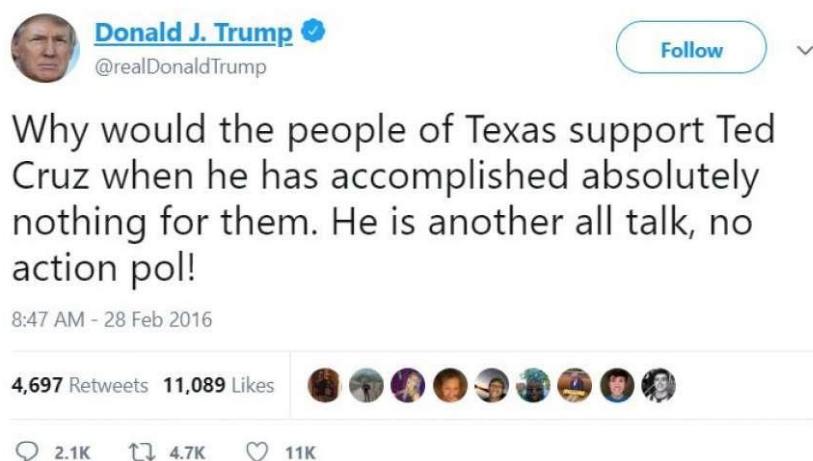 Donald J. Trump
Follow
@realDonaldTrump
Why would the people of Texas support Ted
Cruz when he has accomplished absolutely
nothing for them. He is another all talk, no
action pol!
8:47 AM - 28 Feb 2016
4,697 Retweets 11,089 Likes
2.1K 4.7K 11K